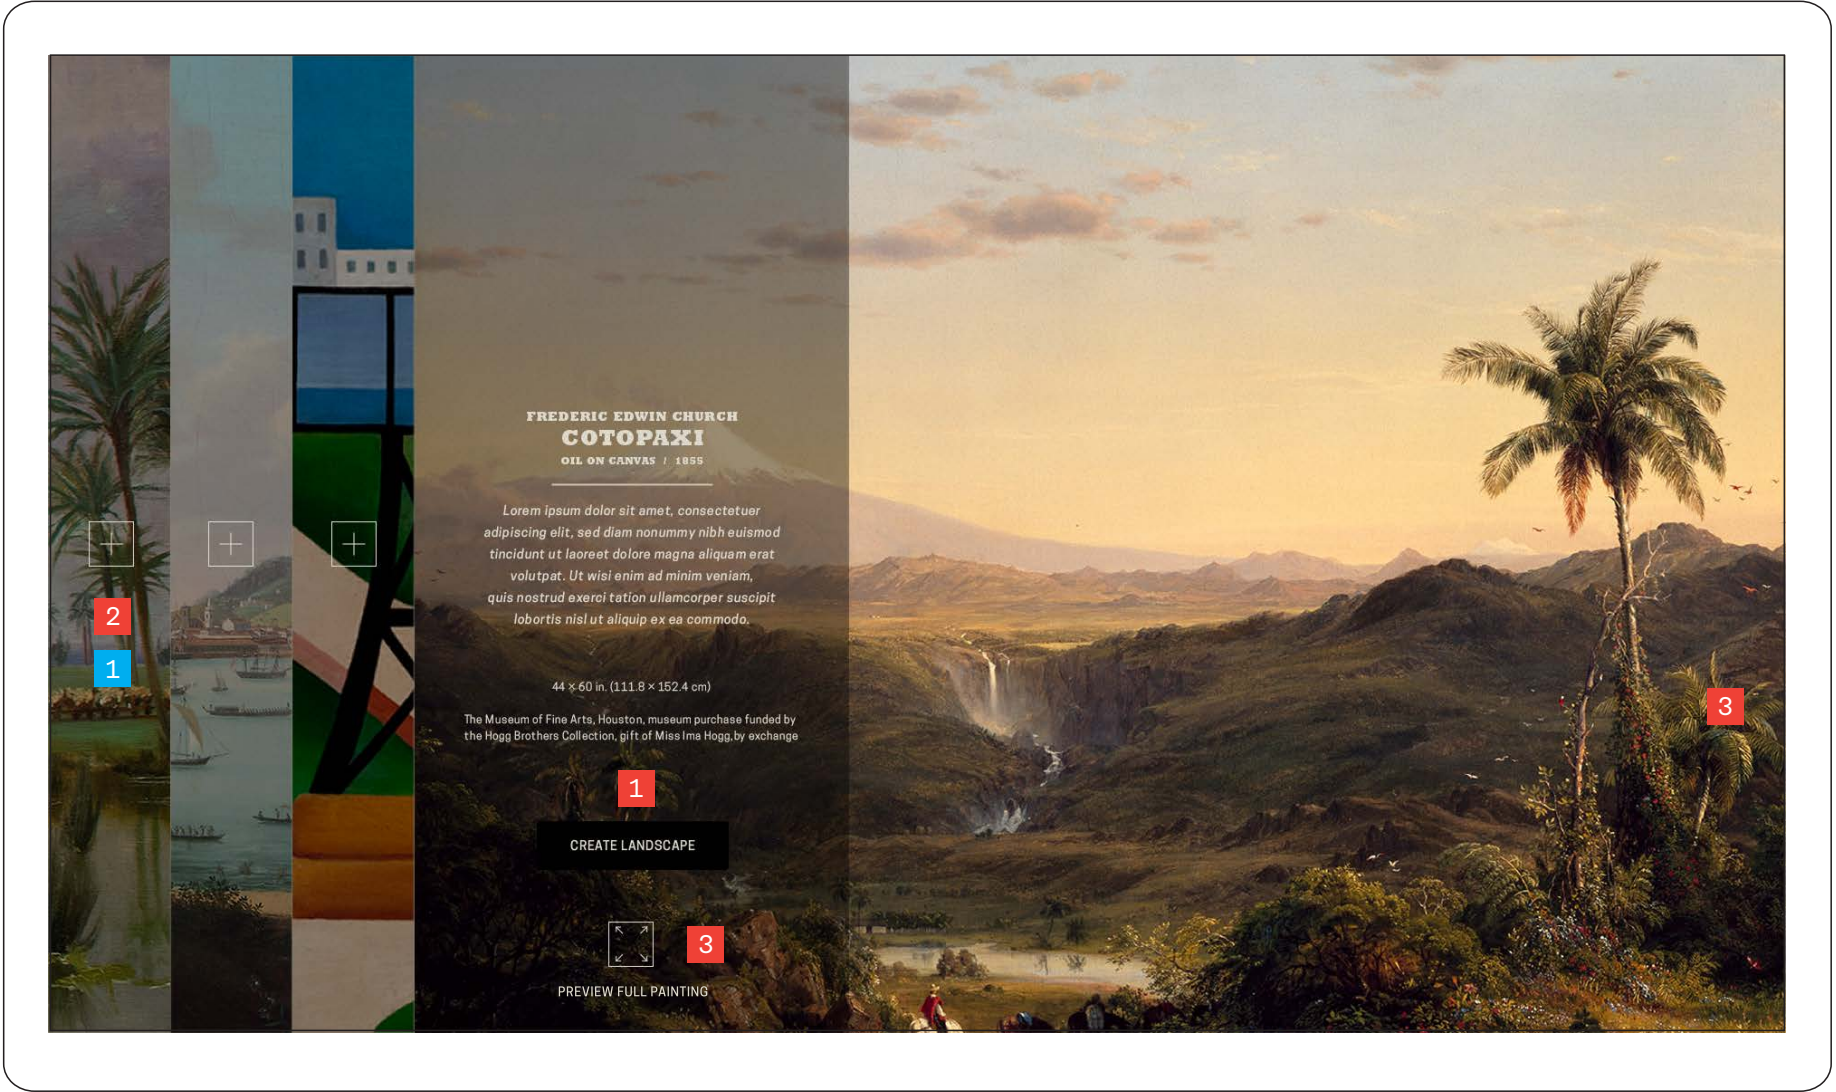 FREDERIC EDWIN CHURCH
COTOPAXI
OIL ON CANVAS / 1855
Lorem ipsum dolor sit amet, consectetuer
adipiscing elit, sed diam nonummy nibh euismod
tincidunt ut laoreet dolore magna aliquam erat
volutpat. Ut wisi enim ad minim veniam,
quis nostrud exerci tation ullamcorper suscipit
lobortis nisl ut aliquip ex ea commodo.
2
1
44 × 60 in. (111.8 × 152.4 cm)
The Museum of Fine Arts, Houston, museum purchase funded by
the Hogg Brothers Collection, gift of Miss Ima Hogg,by exchange
3
1
CREATE LANDSCAPE
3
PREVIEW FULL PAINTING